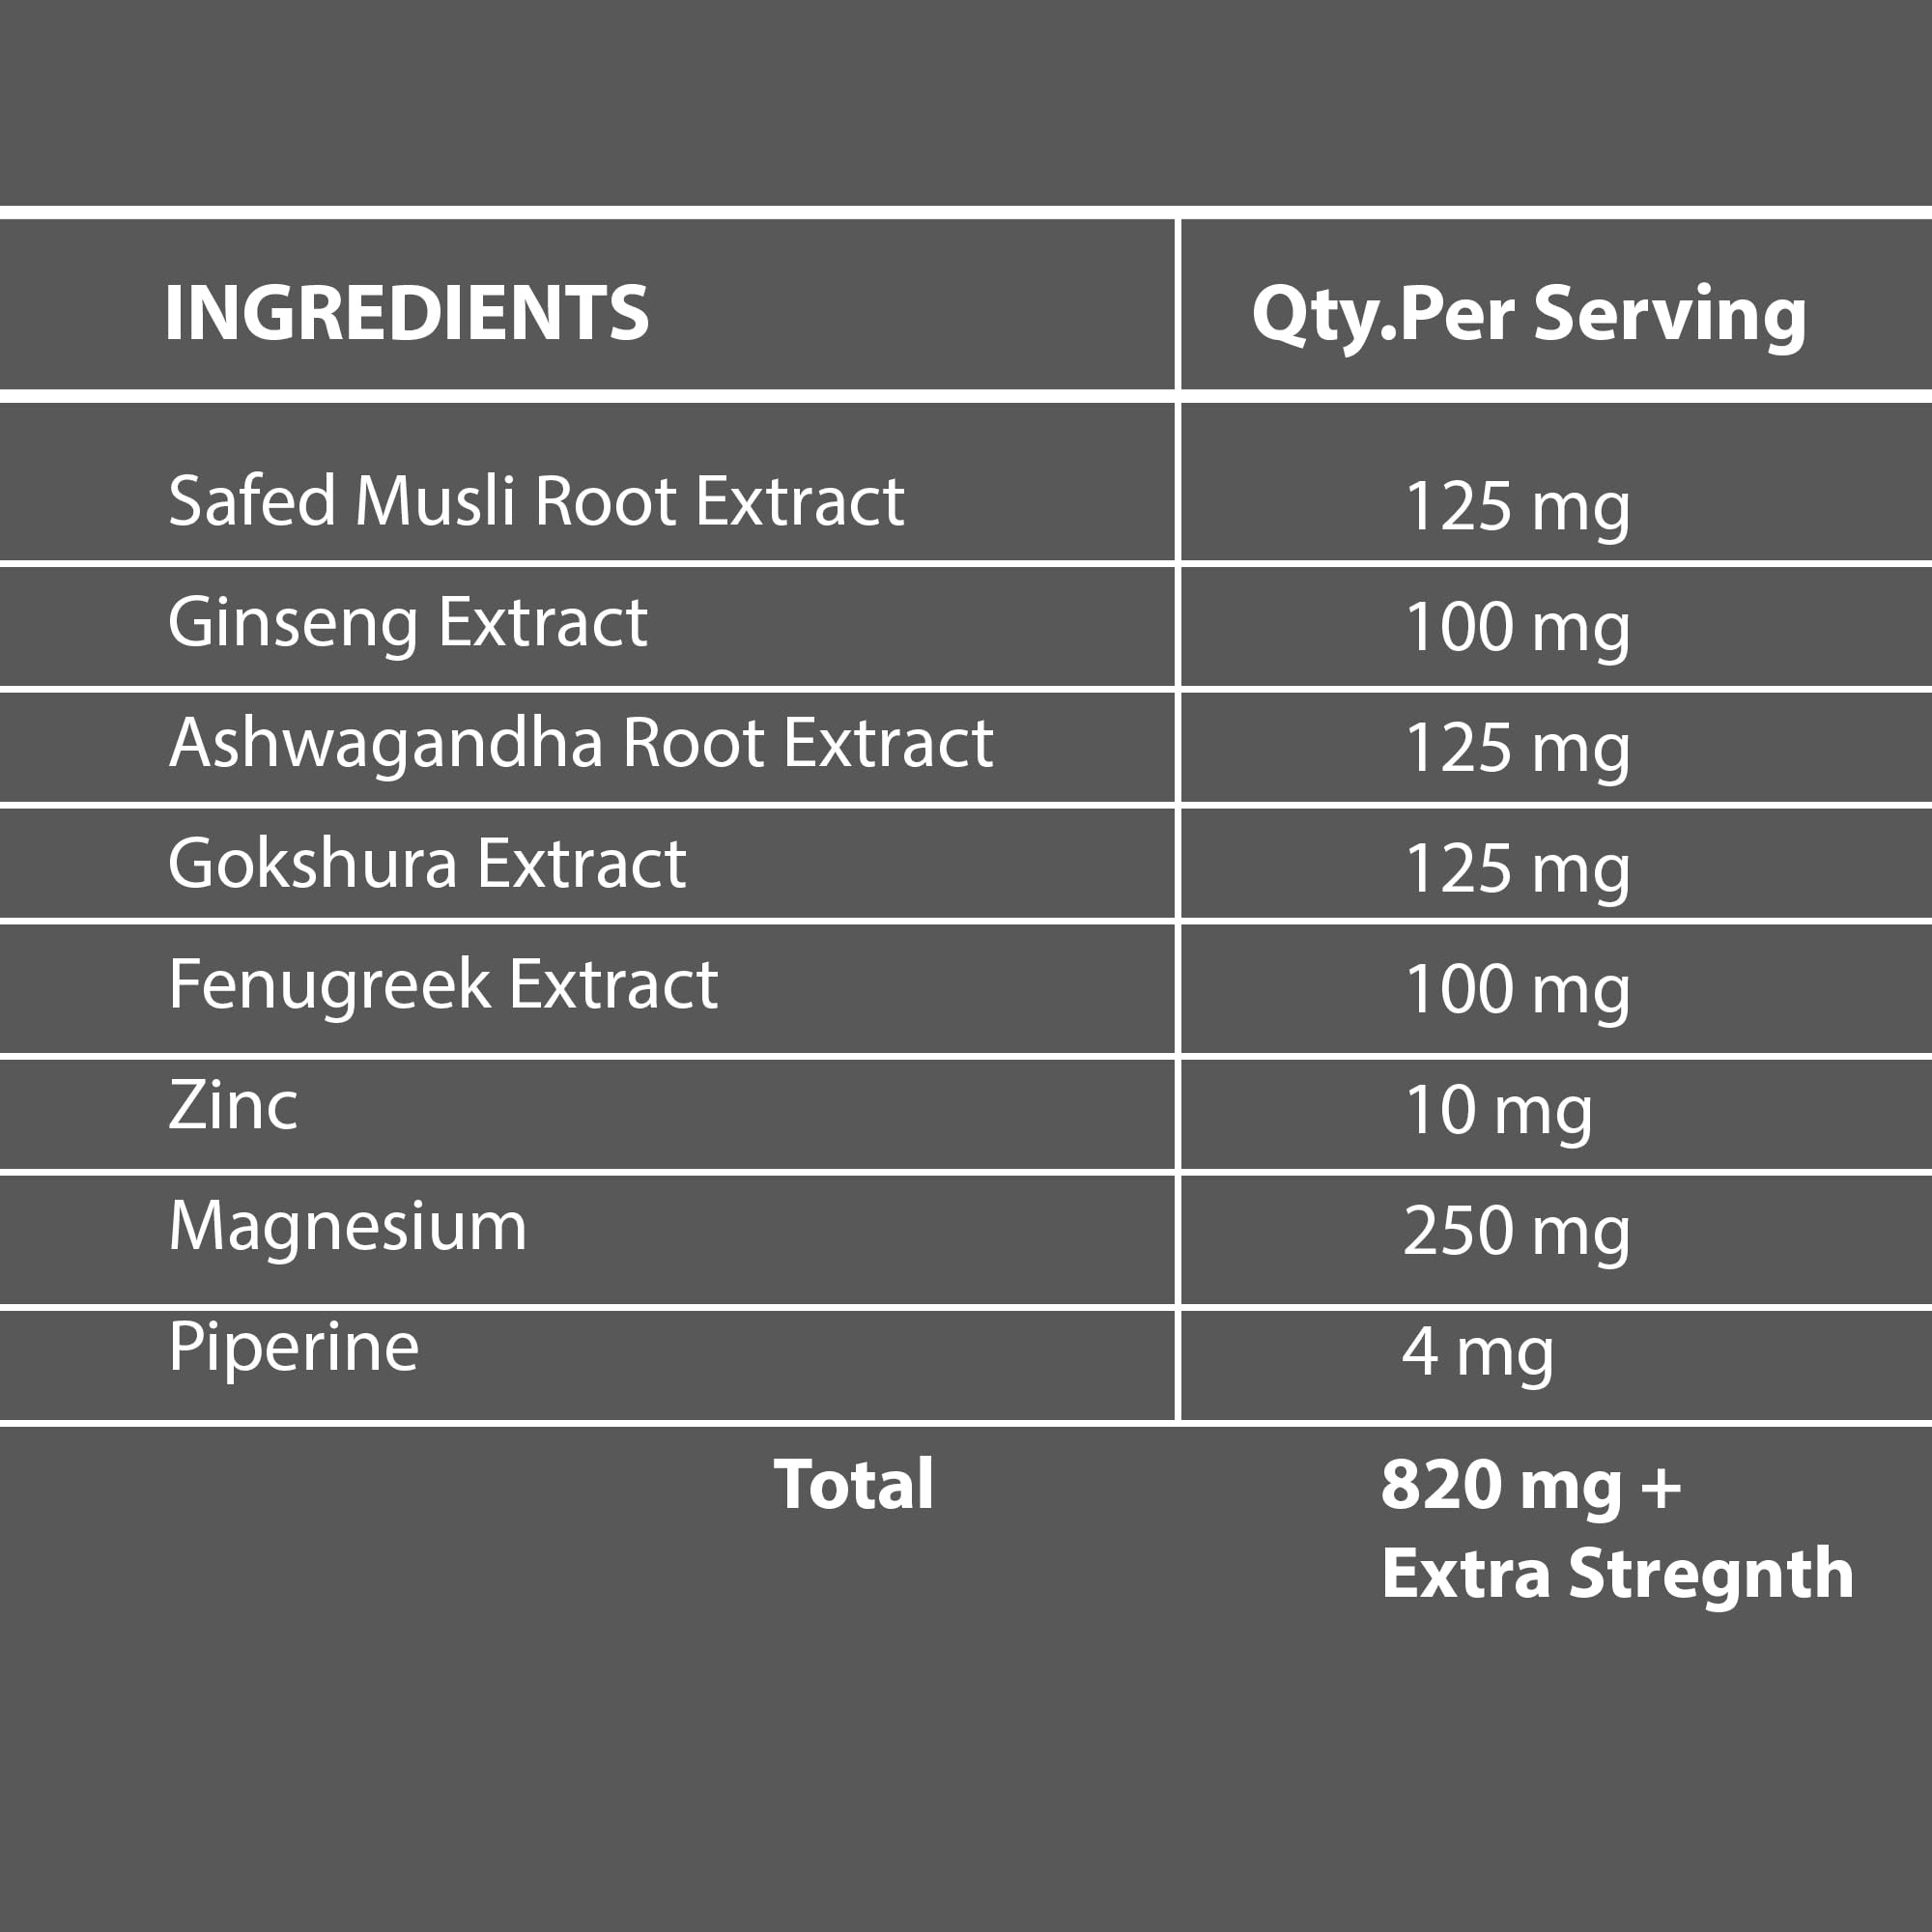 INGREDIENTS Qty.Per Serving
Safed Musli Root Extract 125 mg
Ginseng Extract 100 mg
Ashwagandha Root Extract 125 mg
Gokshura Extract 125 mg
Fenugreek Extract 100 mg
Zinc 10 mg
Magnesium 250 mg
Piperine 4 mg
Total 820 mg +
Extra Stregnth